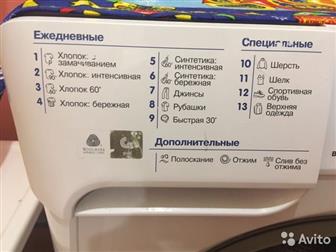 Ежедневные
1 Хлопок: с замачиванием
2 Хлопок: интенсивная
3 Хлопок 60°
4 Хлопок: бережная
5 Синтетика: интенсивная
6 Синтетика: бережная
7 Джинсы
8 Рубашки
9 Быстрая 30'
Специальные
10 Шерсть
11 Шелк
12 Спортивная обувь
13 Верхняя одежда
Дополнительные
Полоскание
Отжим
Слив без отжима
Avito